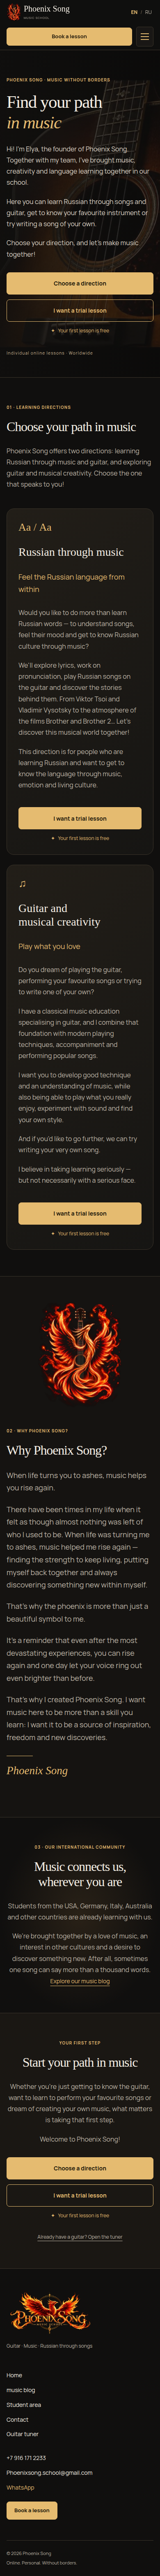 Phoenix Song
MUSIC SCHOOL
EN / RU
Book a lesson
PHOENIX SONG · MUSIC WITHOUT BORDERS
Find your path
in music
Hi! I'm Elya, the founder of Phoenix Song.
Together with my team, I've brought music,
creativity and language learning together in our
school.
Here you can learn Russian through songs and
guitar, get to know your favourite instrument or
try writing a song of your own.
Choose your direction, and let's make music
together!
Choose a direction
I want a trial lesson
✦ Your first lesson is free
Individual online lessons · Worldwide
01 · LEARNING DIRECTIONS
Choose your path in music
Phoenix Song offers two directions: learning
Russian through music and guitar, and exploring
guitar and musical creativity. Choose the one
that speaks to you!
Aa / Aa
Russian through music
Feel the Russian language from
within
Would you like to do more than learn
Russian words — to understand songs,
feel their mood and get to know Russian
culture through music?
We'll explore lyrics, work on
pronunciation, play Russian songs on
the guitar and discover the stories
behind them. From Viktor Tsoi and
Vladimir Vysotsky to the atmosphere of
the films Brother and Brother 2... Let's
discover this musical world together!
This direction is for people who are
learning Russian and want to get to
know the language through music,
emotion and living culture.
I want a trial lesson
✦ Your first lesson is free
♫
Guitar and
musical creativity
Play what you love
Do you dream of playing the guitar,
performing your favourite songs or trying
to write one of your own?
I have a classical music education
specialising in guitar, and I combine that
foundation with modern playing
techniques, accompaniment and
performing popular songs.
I want you to develop good technique
and an understanding of music, while
also being able to play what you really
enjoy, experiment with sound and find
your own style.
And if you'd like to go further, we can try
writing your very own song.
I believe in taking learning seriously —
but not necessarily with a serious face.
I want a trial lesson
✦ Your first lesson is free
02 · WHY PHOENIX SONG?
Why Phoenix Song?
When life turns you to ashes, music helps
you rise again.
There have been times in my life when it
felt as though almost nothing was left of
who I used to be. When life was turning me
to ashes, music helped me rise again —
finding the strength to keep living, putting
myself back together and always
discovering something new within myself.
That's why the phoenix is more than just a
beautiful symbol to me.
It's a reminder that even after the most
devastating experiences, you can rise
again and one day let your voice ring out
even brighter than before.
That's why I created Phoenix Song. I want
music here to be more than a skill you
learn: I want it to be a source of inspiration,
freedom and new discoveries.
Phoenix Song
03 · OUR INTERNATIONAL COMMUNITY
Music connects us,
wherever you are
Students from the USA, Germany, Italy, Australia
and other countries are already learning with us.
We're brought together by a love of music, an
interest in other cultures and a desire to
discover something new. After all, sometimes
one song can say more than a thousand words.
Explore our music blog
YOUR FIRST STEP
Start your path in music
Whether you're just getting to know the guitar,
want to learn to perform your favourite songs or
dream of creating your own music, what matters
is taking that first step.
Welcome to Phoenix Song!
Choose a direction
I want a trial lesson
✦ Your first lesson is free
Already have a guitar? Open the tuner
PHOENIX SONG
Guitar · Music · Russian through songs
Home
music blog
Student area
Contact
Guitar tuner
+7 916 171 2233
Phoenixsong.school@gmail.com
WhatsApp
Book a lesson
© 2026 Phoenix Song
Online. Personal. Without borders.